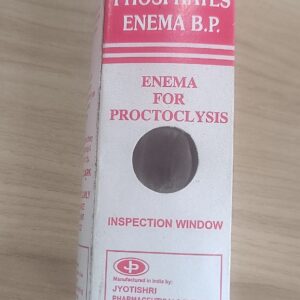 PHOSPHATES
ENEMA B.P.
ENEMA
FOR
PROCTOCLYSIS
INSPECTION WINDOW
Manufactured in India by:
JYOTISHRI